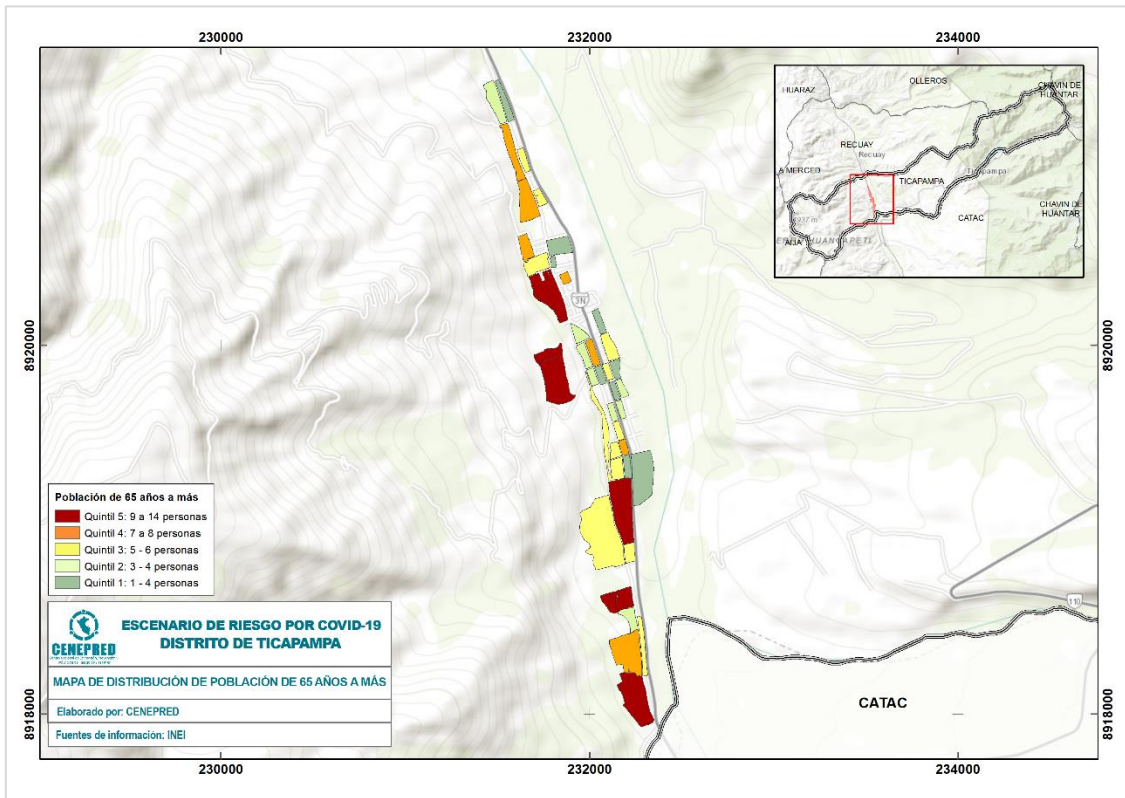 230000
232000
234000
HUARAZ
OLLEROS
CHAVIN DE
HUANTAR
RECUAY
Recuay
A MERCED
TICAPAMPA
Ticapampa
CHAVIN DE
HUANTAR
CATAC
AIJA
3N
8920000
8920000
Población de 65 años a más
Quintil 5: 9 a 14 personas
Quintil 4: 7 a 8 personas
Quintil 3: 5 - 6 personas
Quintil 2: 3 - 4 personas
Quintil 1: 1 - 4 personas
110
CENEPRED
ESCENARIO DE RIESGO POR COVID-19
DISTRITO DE TICAPAMPA
MAPA DE DISTRIBUCIÓN DE POBLACIÓN DE 65 AÑOS A MÁS
Elaborado por: CENEPRED
Fuentes de información: INEI
CATAC
8918000
8918000
230000
232000
234000